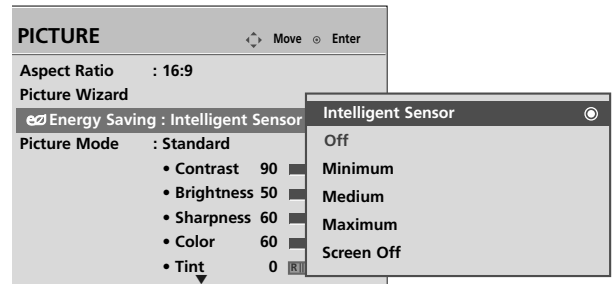 PICTURE
Move Enter
Aspect Ratio : 16:9
Picture Wizard
Energy Saving : Intelligent Sensor
Picture Mode : Standard
• Contrast 90
• Brightness 50
• Sharpness 60
• Color 60
• Tint 0 R
Intelligent Sensor
Off
Minimum
Medium
Maximum
Screen Off